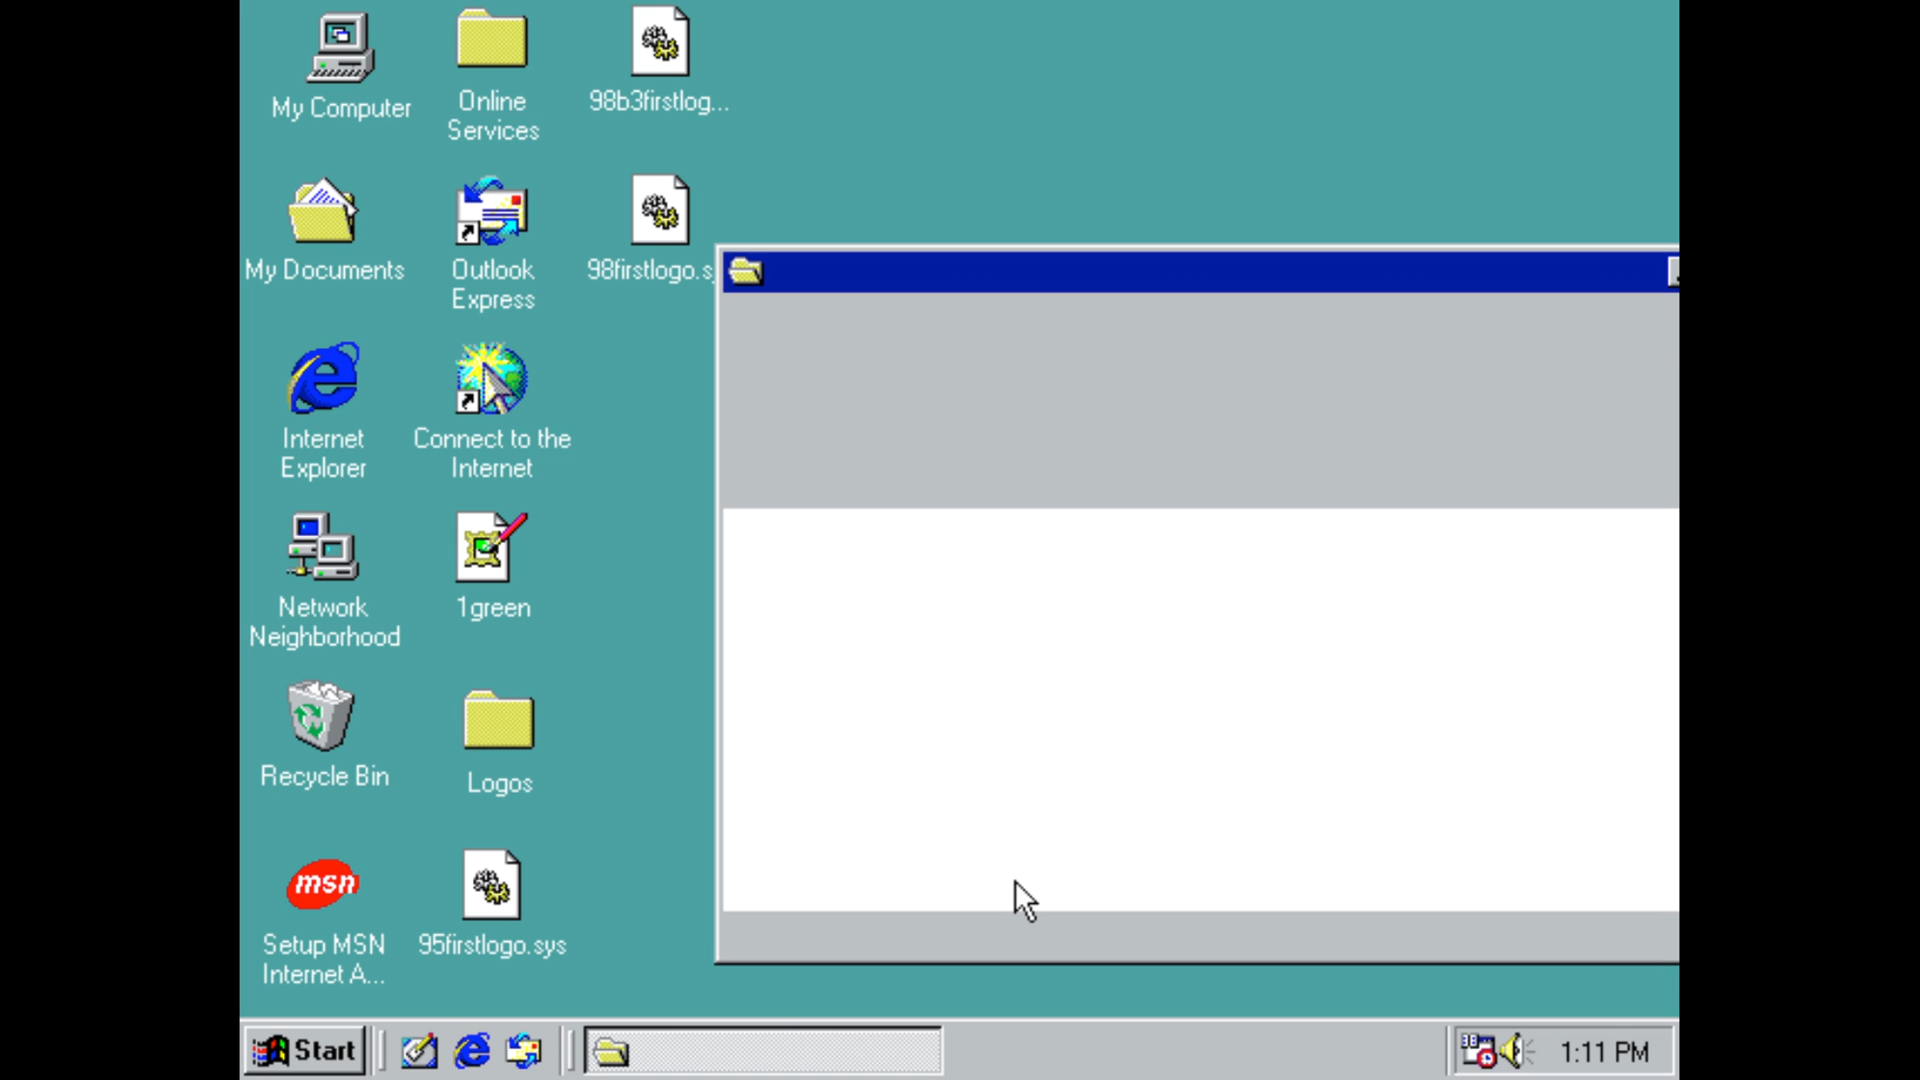 My Computer
Online
Services
98b3firstlog...
My Documents
Outlook
Express
98firstlogo.s
Internet
Explorer
Connect to the
Internet
Network
Neighborhood
1green
Recycle Bin
Logos
msn
Setup MSN
Internet A...
95firstlogo.sys
Start
1:11 PM